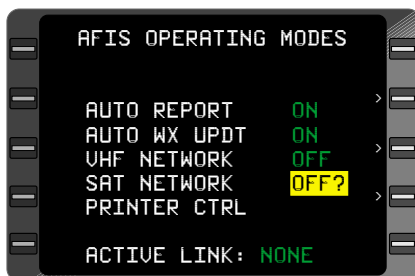 AFIS OPERATING MODES
AUTO REPORT ON >
AUTO WX UPDT ON
VHF NETWORK OFF >
SAT NETWORK OFF? >
PRINTER CTRL
ACTIVE LINK: NONE